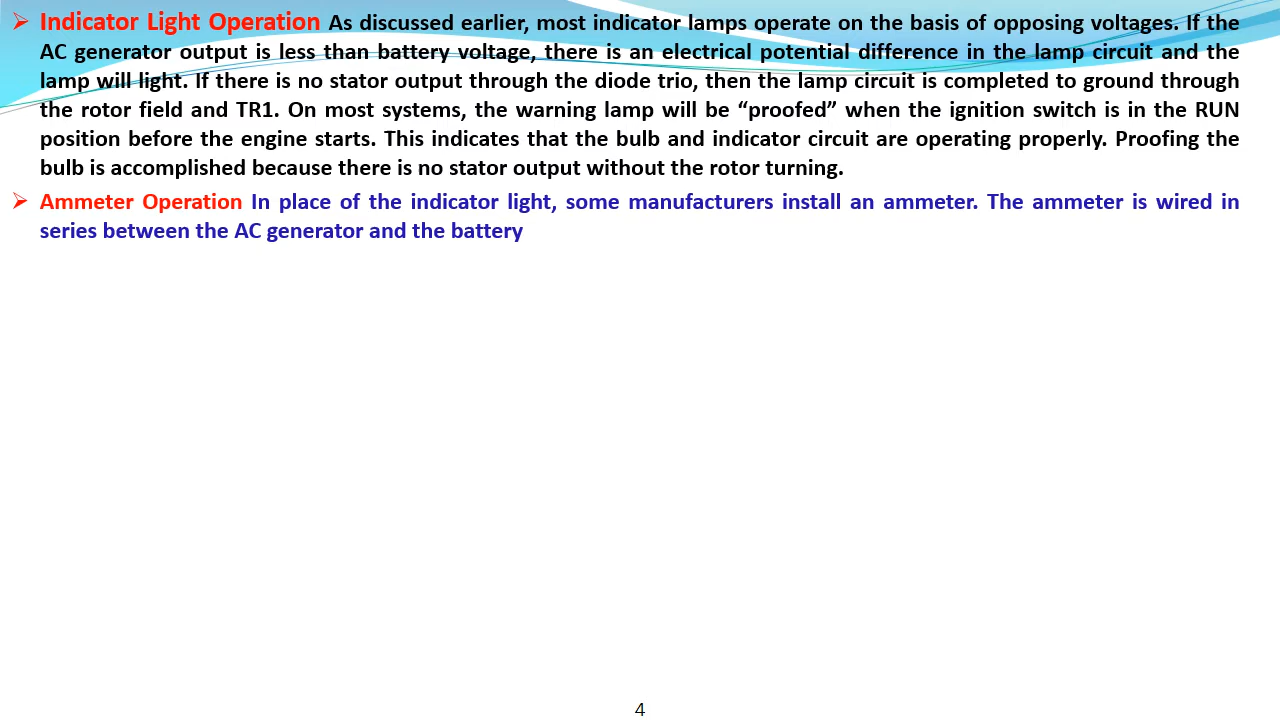 ➢ Indicator Light Operation As discussed earlier, most indicator lamps operate on the basis of opposing voltages. If the
AC generator output is less than battery voltage, there is an electrical potential difference in the lamp circuit and the
lamp will light. If there is no stator output through the diode trio, then the lamp circuit is completed to ground through
the rotor field and TR1. On most systems, the warning lamp will be “proofed” when the ignition switch is in the RUN
position before the engine starts. This indicates that the bulb and indicator circuit are operating properly. Proofing the
bulb is accomplished because there is no stator output without the rotor turning.
➢ Ammeter Operation In place of the indicator light, some manufacturers install an ammeter. The ammeter is wired in
series between the AC generator and the battery
4